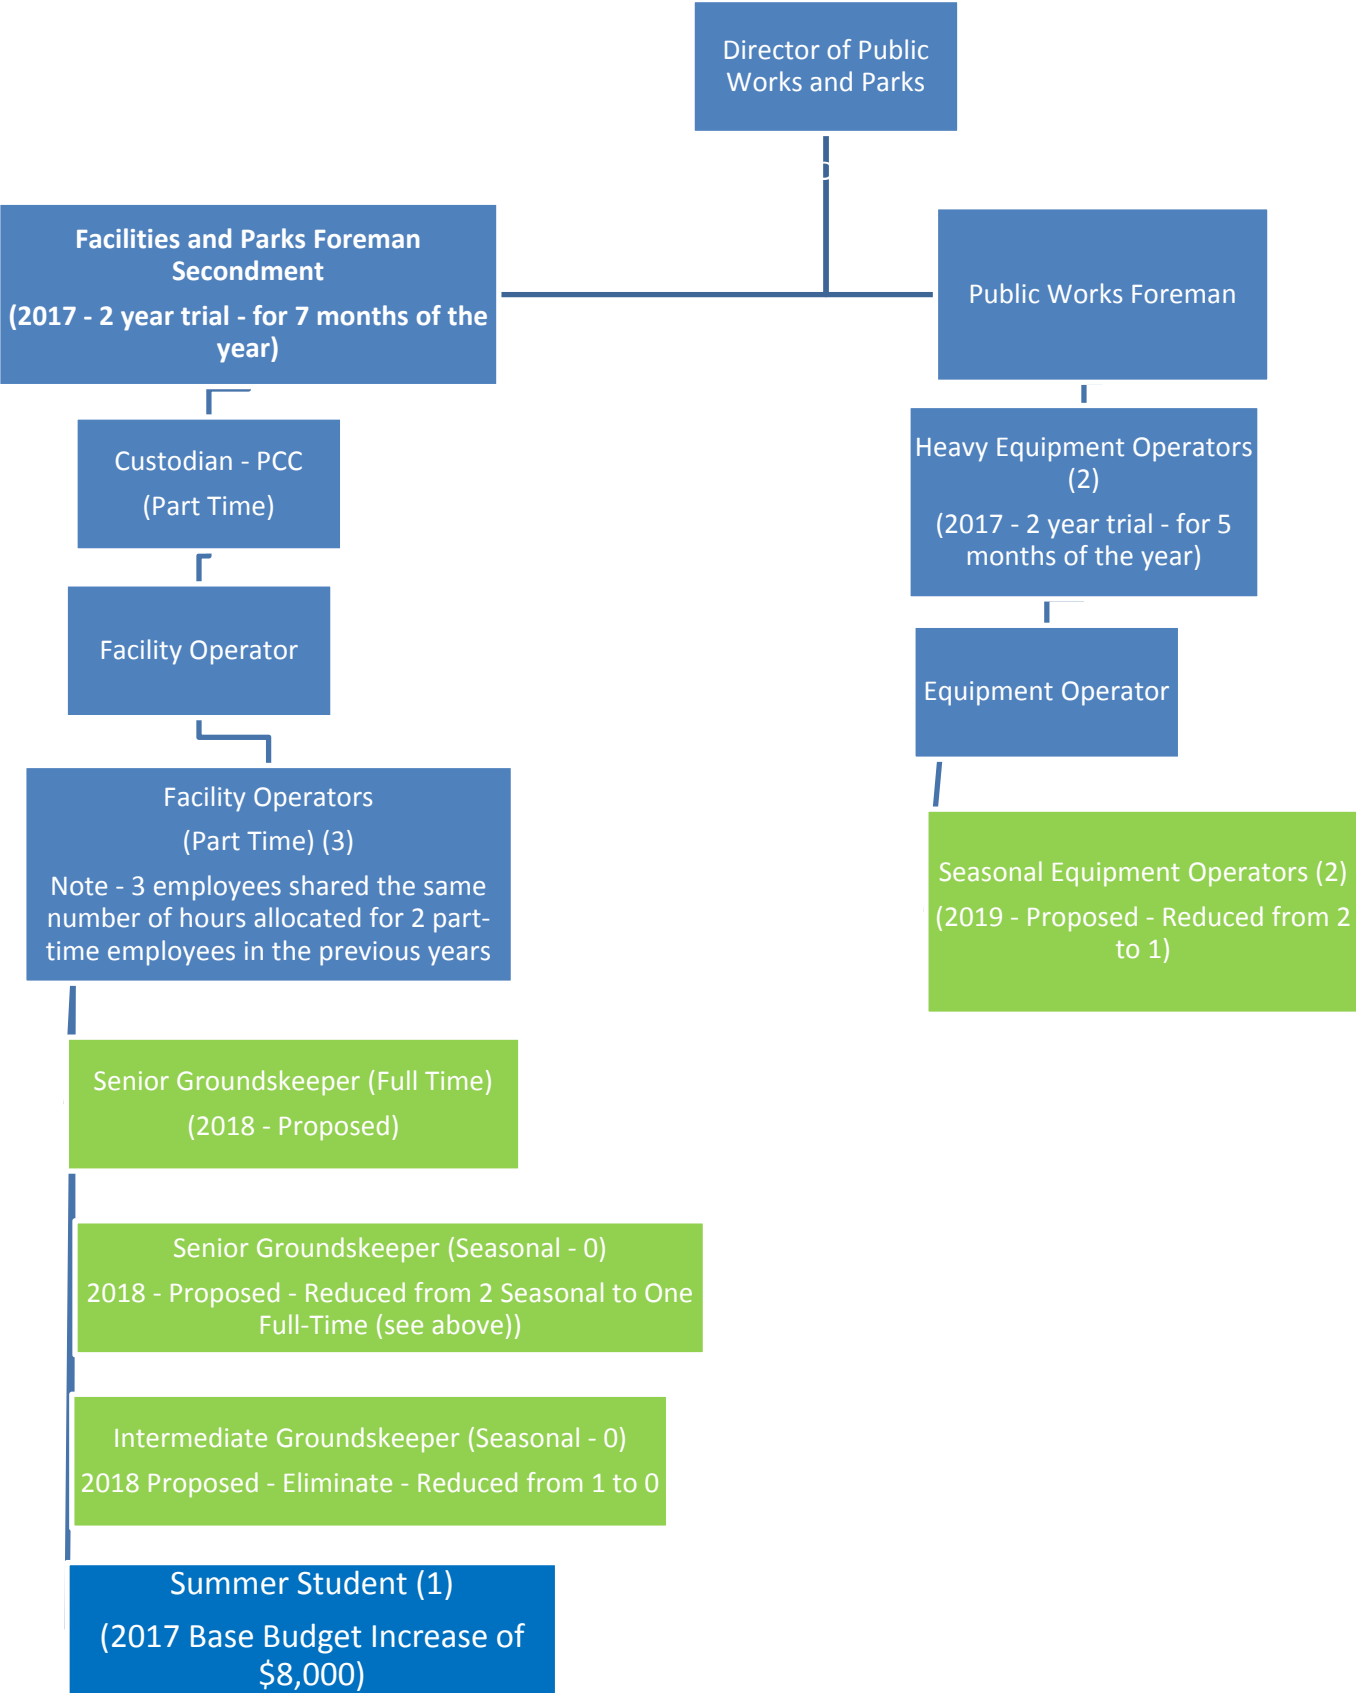 Director of Public
Works and Parks
Facilities and Parks Foreman
Secondment
(2017 - 2 year trial - for 7 months of the
year)
Public Works Foreman
Custodian - PCC
(Part Time)
Heavy Equipment Operators
(2)
(2017 - 2 year trial - for 5
months of the year)
Facility Operator
Equipment Operator
Facility Operators
(Part Time) (3)
Note - 3 employees shared the same
number of hours allocated for 2 part-
time employees in the previous years
Seasonal Equipment Operators (2)
(2019 - Proposed - Reduced from 2
to 1)
Senior Groundskeeper (Full Time)
(2018 - Proposed)
Senior Groundskeeper (Seasonal - 0)
2018 - Proposed - Reduced from 2 Seasonal to One
Full-Time (see above))
Intermediate Groundskeeper (Seasonal - 0)
2018 Proposed - Eliminate - Reduced from 1 to 0
Summer Student (1)
(2017 Base Budget Increase of
$8,000)